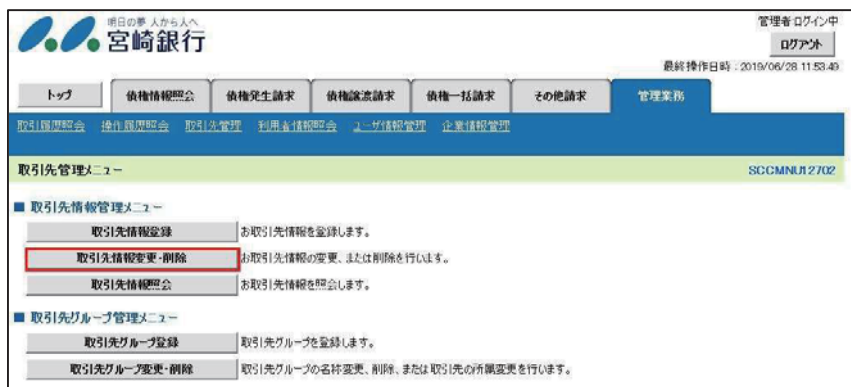 明日の夢 人から人へ
宮崎銀行
管理者ログイン中
ログアウト
最終操作日時：2019/06/28 11:53:49
トップ
債権情報照会
債権発生請求
債権譲渡請求
債権一括請求
その他請求
管理業務
取引履歴照会 操作履歴照会 取引先管理 利用者情報照会 ユーザ情報管理 企業情報管理
取引先管理メニュー
SCCMNU12702
■ 取引先情報管理メニュー
取引先情報登録 お取引先情報を登録します。
取引先情報変更・削除 お取引先情報の変更、または削除を行います。
取引先情報照会 お取引先情報を照会します。
■ 取引先グループ管理メニュー
取引先グループ登録 取引先グループを登録します。
取引先グループ変更・削除 取引先グループの名称変更、削除、または取引先の所属変更を行います。